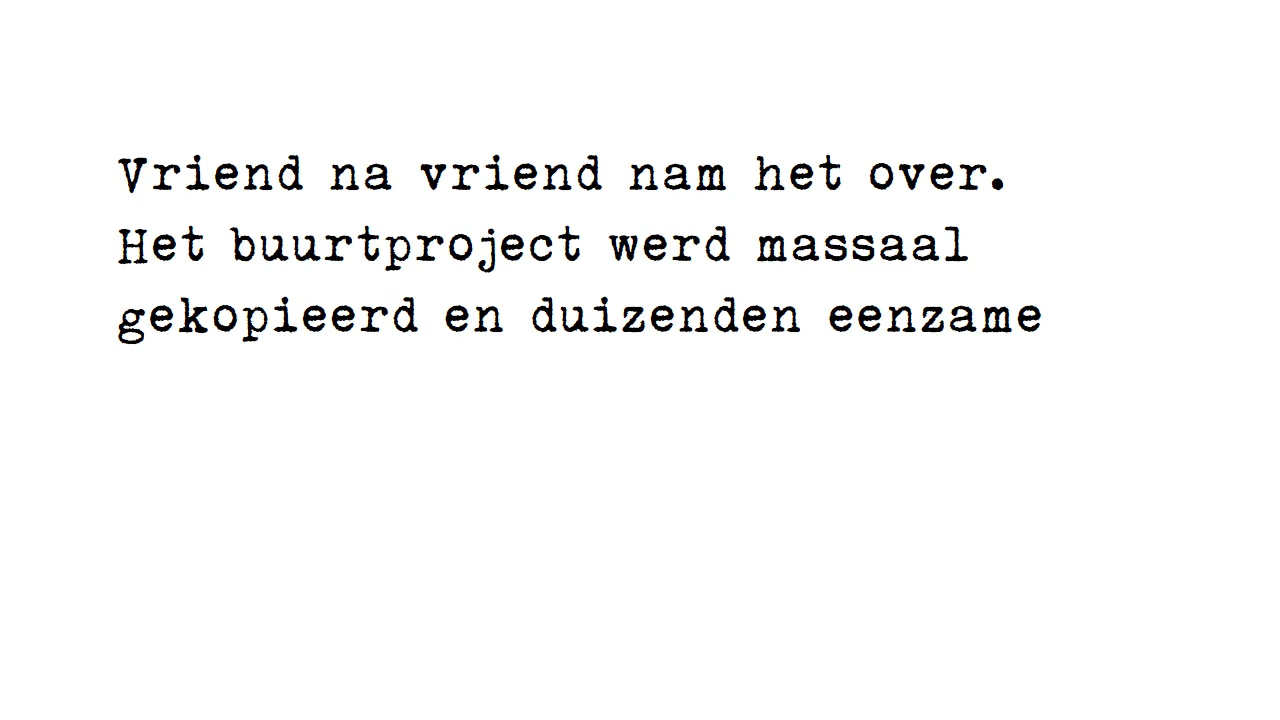 Vriend na vriend nam het over.
Het buurtproject werd massaal
gekopieerd en duizenden eenzame